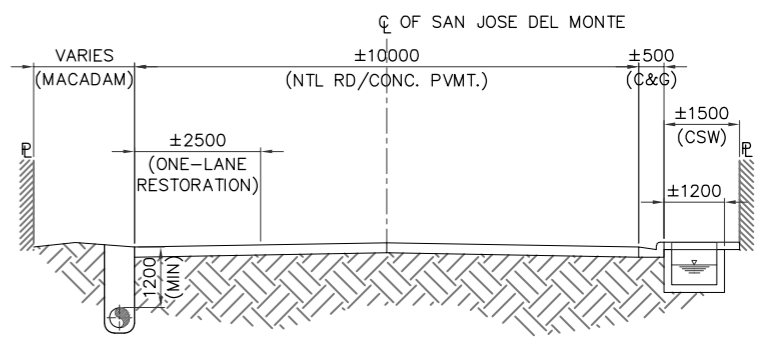 ℄ OF SAN JOSE DEL MONTE
VARIES
(MACADAM)
±10000
(NTL RD/CONC. PVMT.)
±500
(C&G)
±1500
(CSW)
±2500
(ONE-LANE
RESTORATION)
℄
℄
±1200
1200
(MIN)